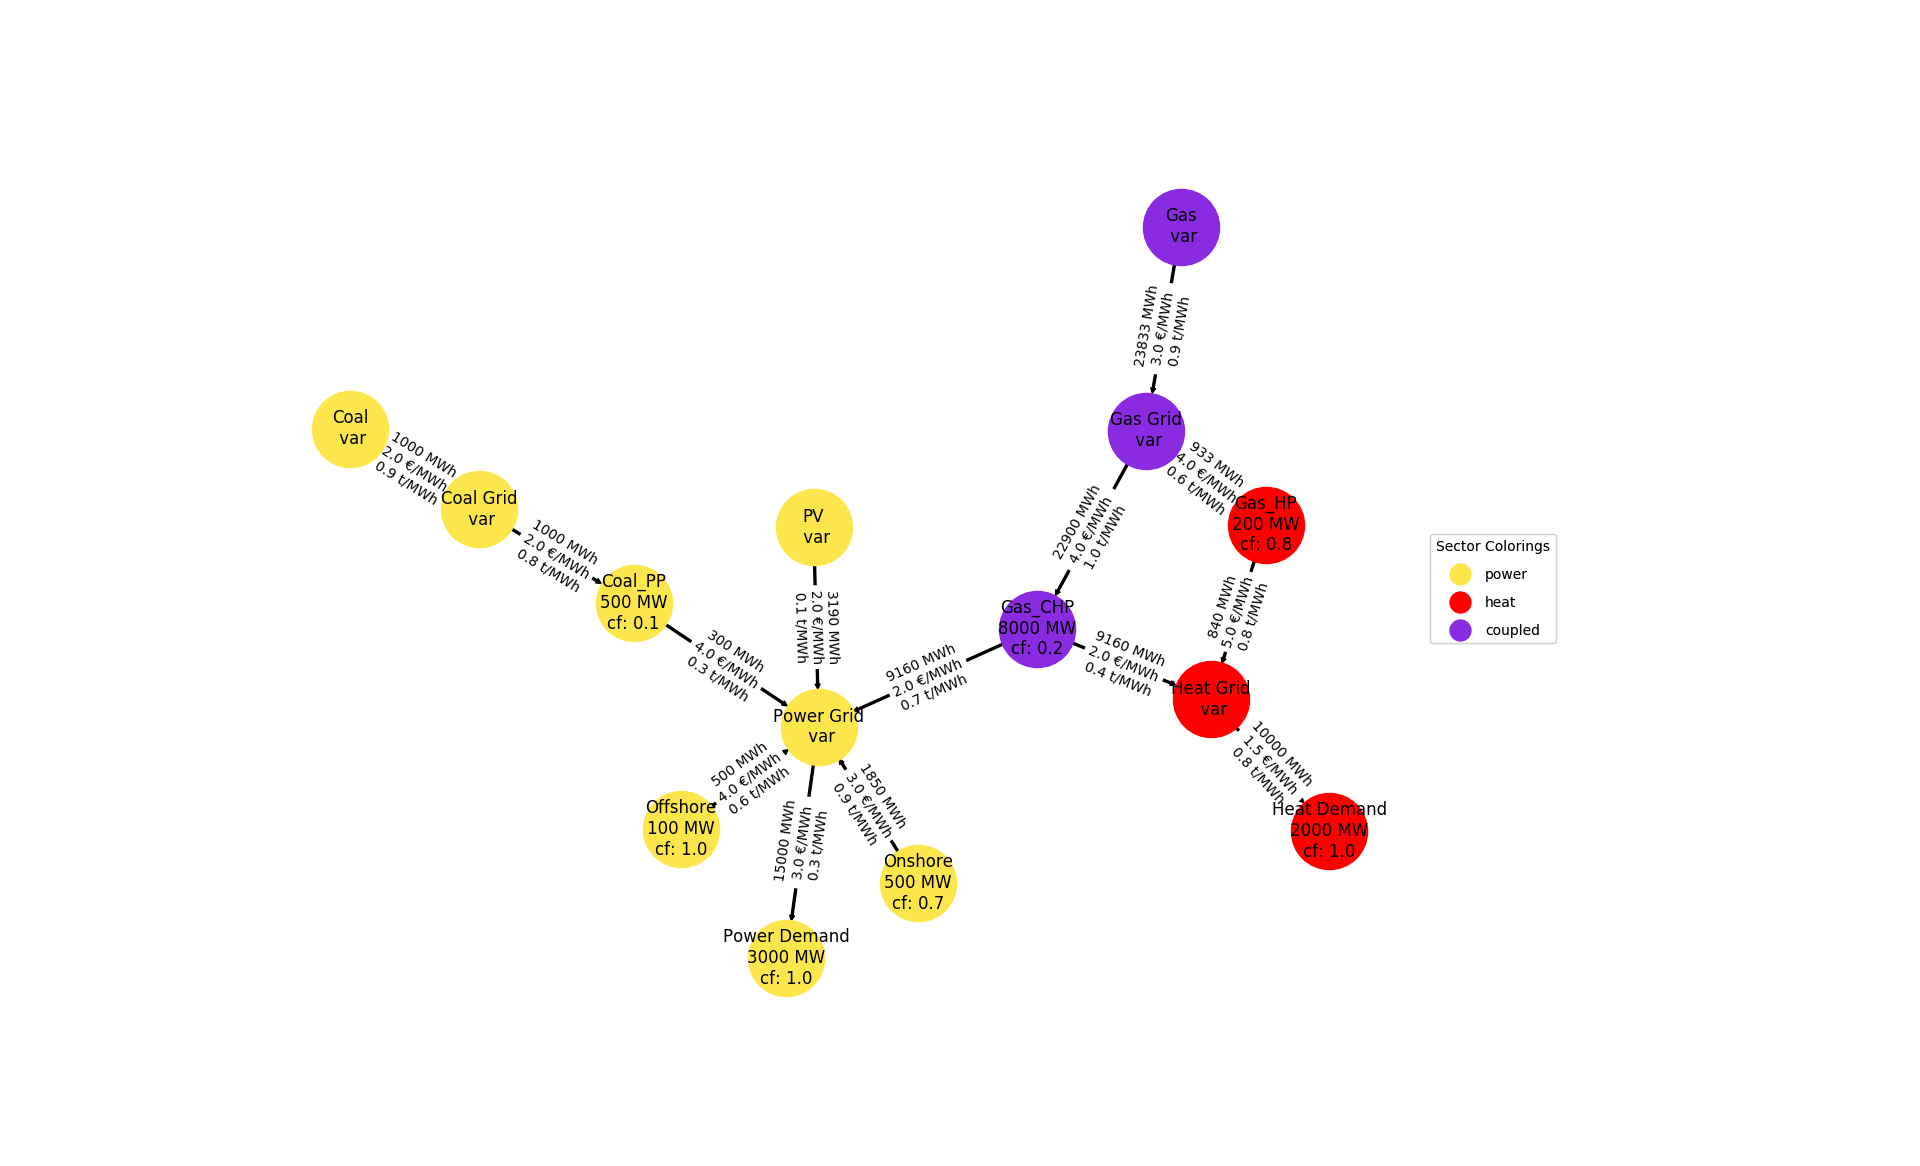 Gas
var
23833 MWh
3.0 €/MWh
0.9 t/MWh
Coal
var
1000 MWh
2.0 €/MWh
0.9 t/MWh
Gas Grid
var
933 MWh
4.0 €/MWh
0.6 t/MWh
Coal Grid
var
1000 MWh
2.0 €/MWh
0.8 t/MWh
PV
var
22900 MWh
4.0 €/MWh
1.0 t/MWh
Gas_HP
200 MW
cf: 0.8
Sector Colorings
power
heat
coupled
Coal_PP
500 MW
cf: 0.1
3190 MWh
2.0 €/MWh
0.1 t/MWh
Gas_CHP
8000 MW
cf: 0.2
840 MWh
5.0 €/MWh
0.8 t/MWh
300 MWh
4.0 €/MWh
0.3 t/MWh
9160 MWh
2.0 €/MWh
0.7 t/MWh
9160 MWh
2.0 €/MWh
0.4 t/MWh
Heat Grid
var
Power Grid
var
500 MWh
4.0 €/MWh
0.6 t/MWh
1850 MWh
3.0 €/MWh
0.9 t/MWh
10000 MWh
1.5 €/MWh
0.8 t/MWh
Offshore
100 MW
cf: 1.0
15000 MWh
3.0 €/MWh
0.3 t/MWh
Heat Demand
2000 MW
cf: 1.0
Onshore
500 MW
cf: 0.7
Power Demand
3000 MW
cf: 1.0